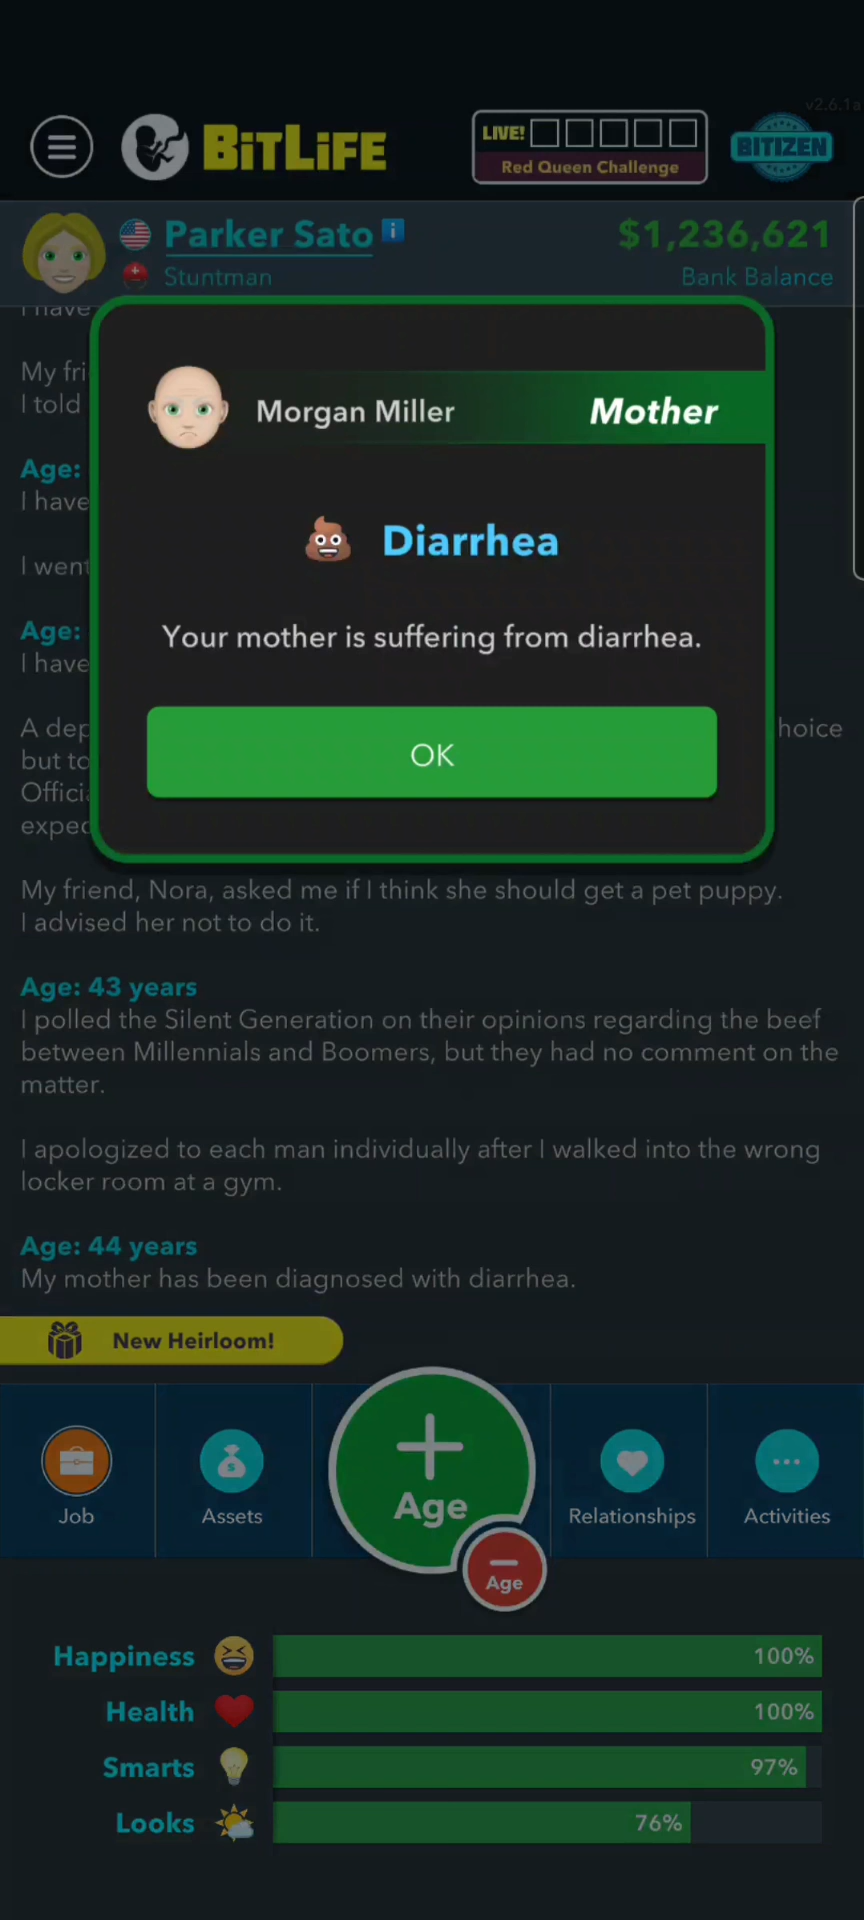 v2.6.1a
BITLIFE
LIVE!
Red Queen Challenge
BITIZEN
Parker Sato
$1,236,621
Stuntman
Bank Balance
I have
My fri
I told
Morgan Miller
Mother
Age:
I have
Diarrhea
I went
Age:
Your mother is suffering from diarrhea.
I have
A dep
hoice
but to
OK
Offici
exped
My friend, Nora, asked me if I think she should get a pet puppy.
I advised her not to do it.
Age: 43 years
I polled the Silent Generation on their opinions regarding the beef
between Millennials and Boomers, but they had no comment on the
matter.
I apologized to each man individually after I walked into the wrong
locker room at a gym.
Age: 44 years
My mother has been diagnosed with diarrhea.
New Heirloom!
Job
Assets
Age
Relationships
Activities
Age
Happiness 100%
Health 100%
Smarts 97%
Looks 76%